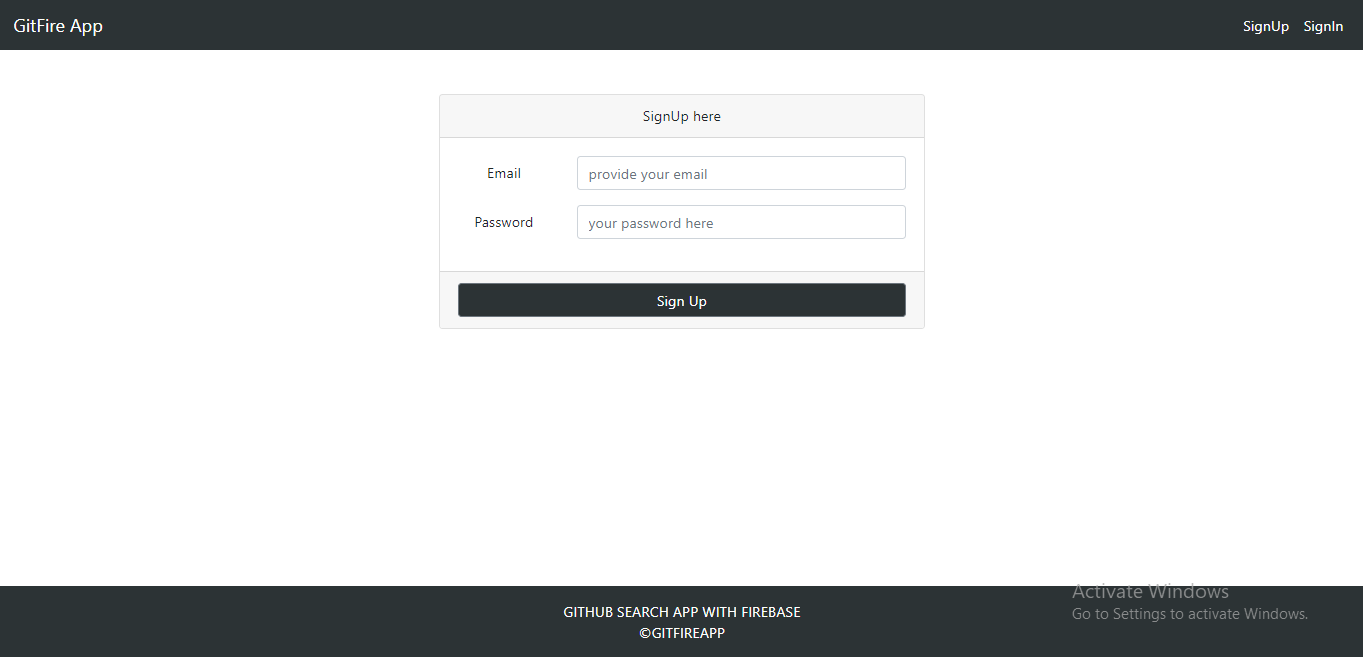 GitFire App
SignUp SignIn
SignUp here
Email
provide your email
Password
your password here
Sign Up
GITHUB SEARCH APP WITH FIREBASE
©GITFIREAPP
Activate Windows
Go to Settings to activate Windows.